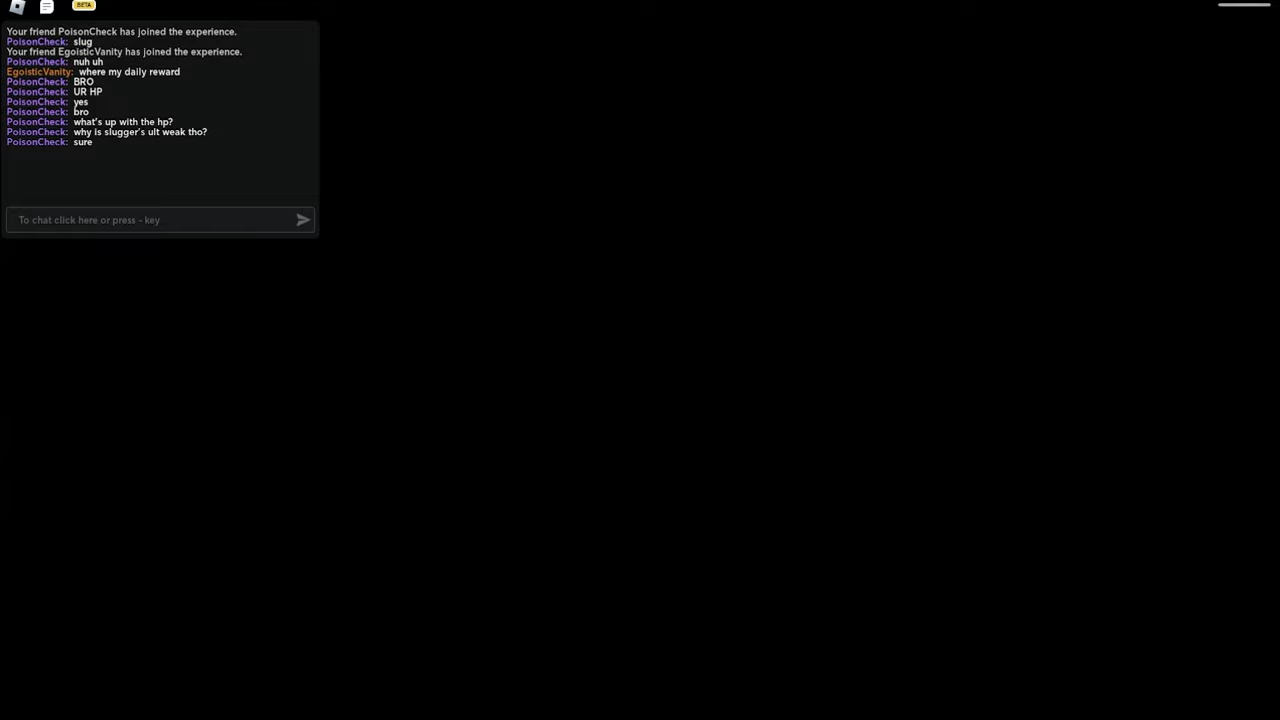 BETA
Your friend PoisonCheck has joined the experience.
PoisonCheck: slug
Your friend EgoisticVanity has joined the experience.
PoisonCheck: nuh uh
EgoisticVanity: where my daily reward
PoisonCheck: BRO
PoisonCheck: UR HP
PoisonCheck: yes
PoisonCheck: bro
PoisonCheck: what's up with the hp?
PoisonCheck: why is slugger's ult weak tho?
PoisonCheck: sure
To chat click here or press - key